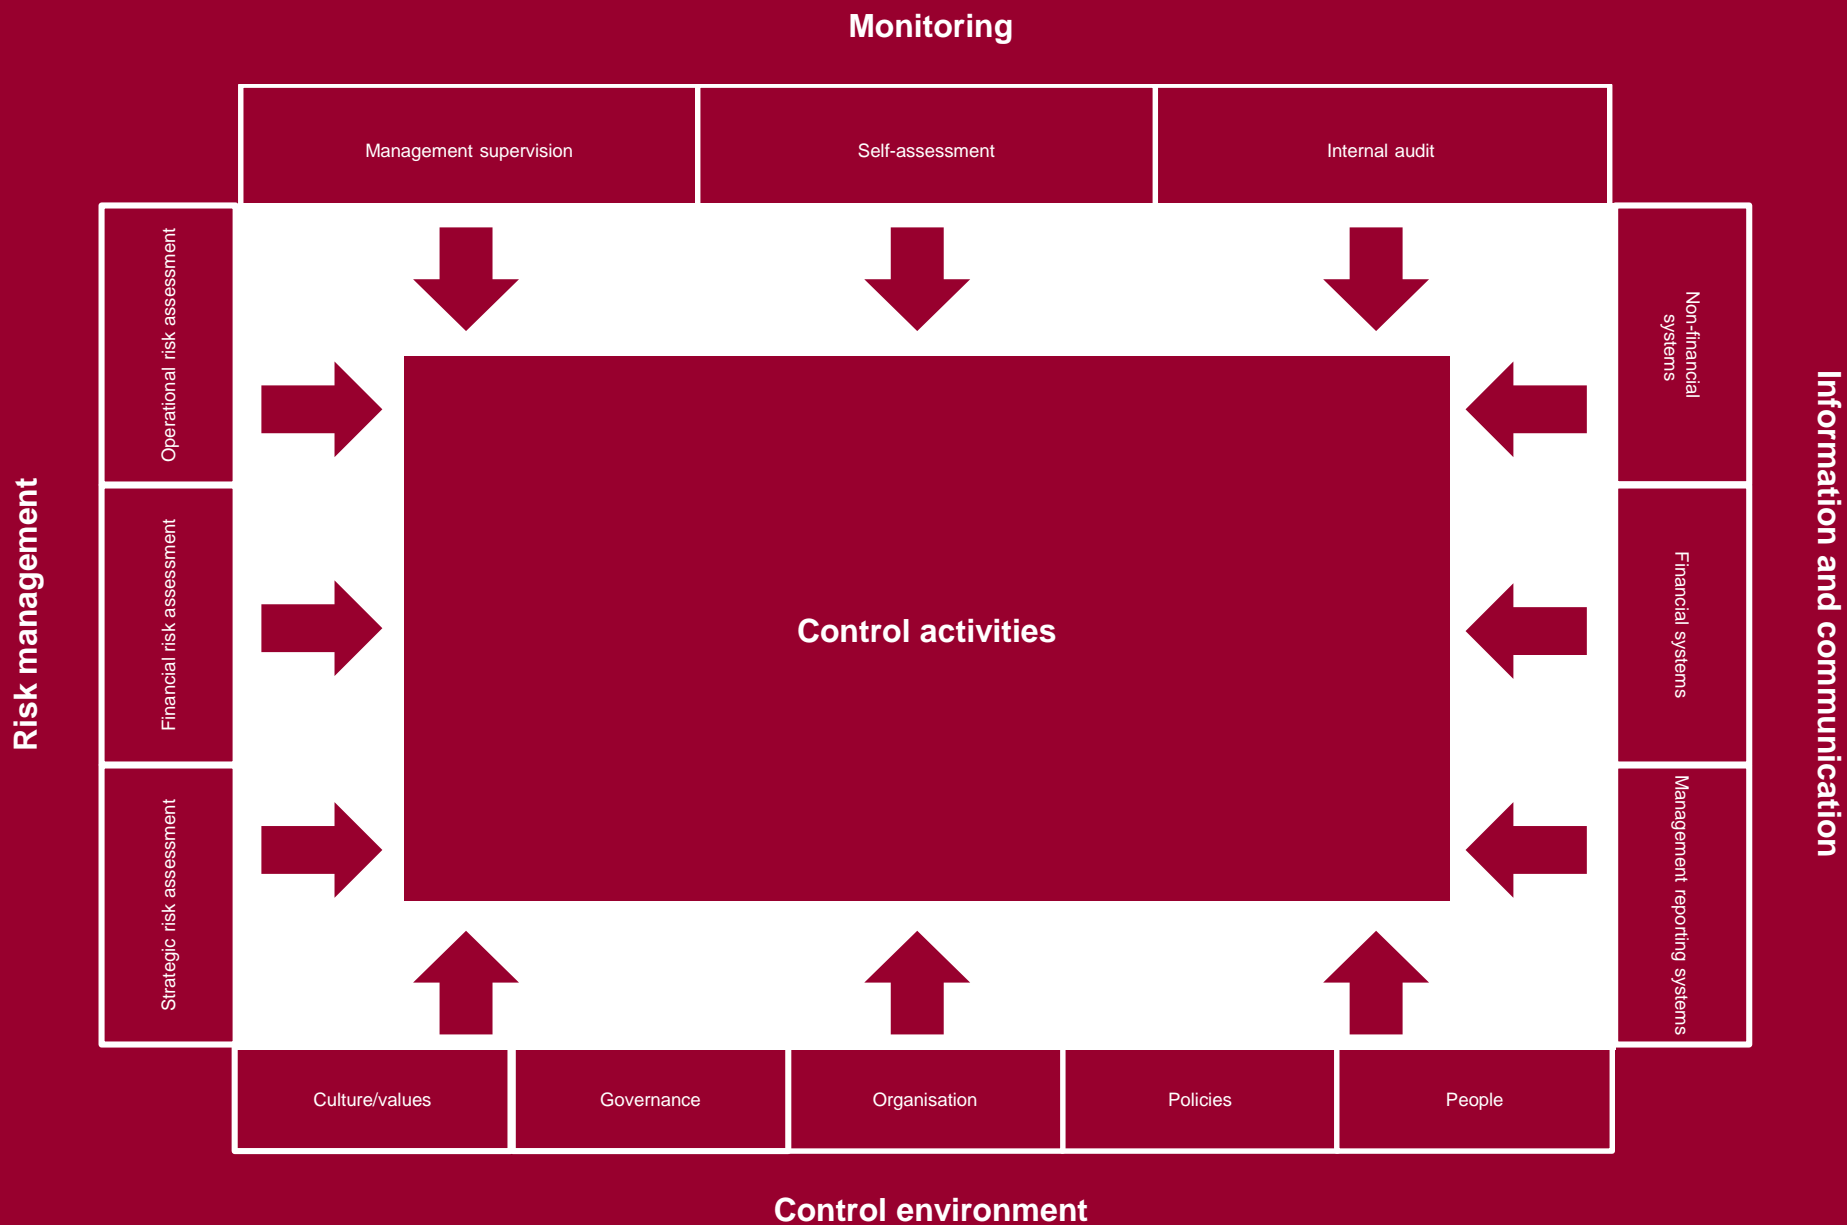 Monitoring
Management supervision
Self-assessment
Internal audit
Risk management
Operational risk assessment
Financial risk assessment
Strategic risk assessment
Control activities
Non-financial
systems
Financial systems
Management reporting systems
Information and communication
Culture/values
Governance
Organisation
Policies
People
Control environment